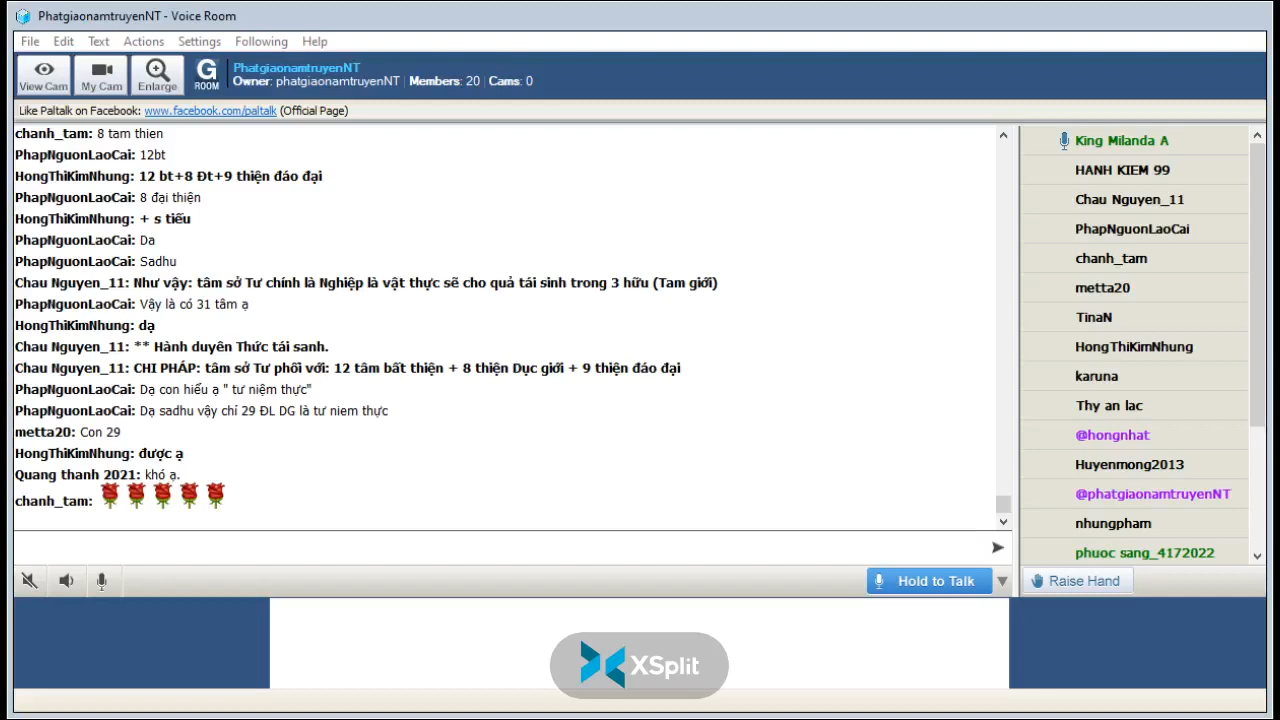 PhatgiaonamtruyenNT - Voice Room
File Edit Text Actions Settings Following Help
View Cam
My Cam
Enlarge
G
ROOM
PhatgiaonamtruyenNT
Owner: phatgiaonamtruyenNT | Members: 20 | Cams: 0
Like Paltalk on Facebook: www.facebook.com/paltalk (Official Page)
chanh_tam: 8 tam thien
PhapNguonLaoCai: 12bt
HongThiKimNhung: 12 bt+8 Đt+9 thiện đáo đại
PhapNguonLaoCai: 8 đại thiện
HongThiKimNhung: + s tiếu
PhapNguonLaoCai: Da
PhapNguonLaoCai: Sadhu
Chau Nguyen_11: Như vậy: tâm sở Tư chính là Nghiệp là vật thực sẽ cho quả tái sinh trong 3 hữu (Tam giới)
PhapNguonLaoCai: Vậy là có 31 tâm ạ
HongThiKimNhung: dạ
Chau Nguyen_11: ** Hành duyên Thức tái sanh.
Chau Nguyen_11: CHI PHÁP: tâm sở Tư phối với: 12 tâm bất thiện + 8 thiện Dục giới + 9 thiện đáo đại
PhapNguonLaoCai: Dạ con hiểu ạ " tư niệm thực"
PhapNguonLaoCai: Dạ sadhu vậy chỉ 29 ĐL DG là tư niem thực
metta20: Con 29
HongThiKimNhung: được ạ
Quang thanh 2021: khó ạ.
chanh_tam:
King Milanda A
HANH KIEM 99
Chau Nguyen_11
PhapNguonLaoCai
chanh_tam
metta20
TinaN
HongThiKimNhung
karuna
Thy an lac
@hongnhat
Huyenmong2013
@phatgiaonamtruyenNT
nhungpham
phuoc sang_4172022
Hold to Talk
Raise Hand
XSplit